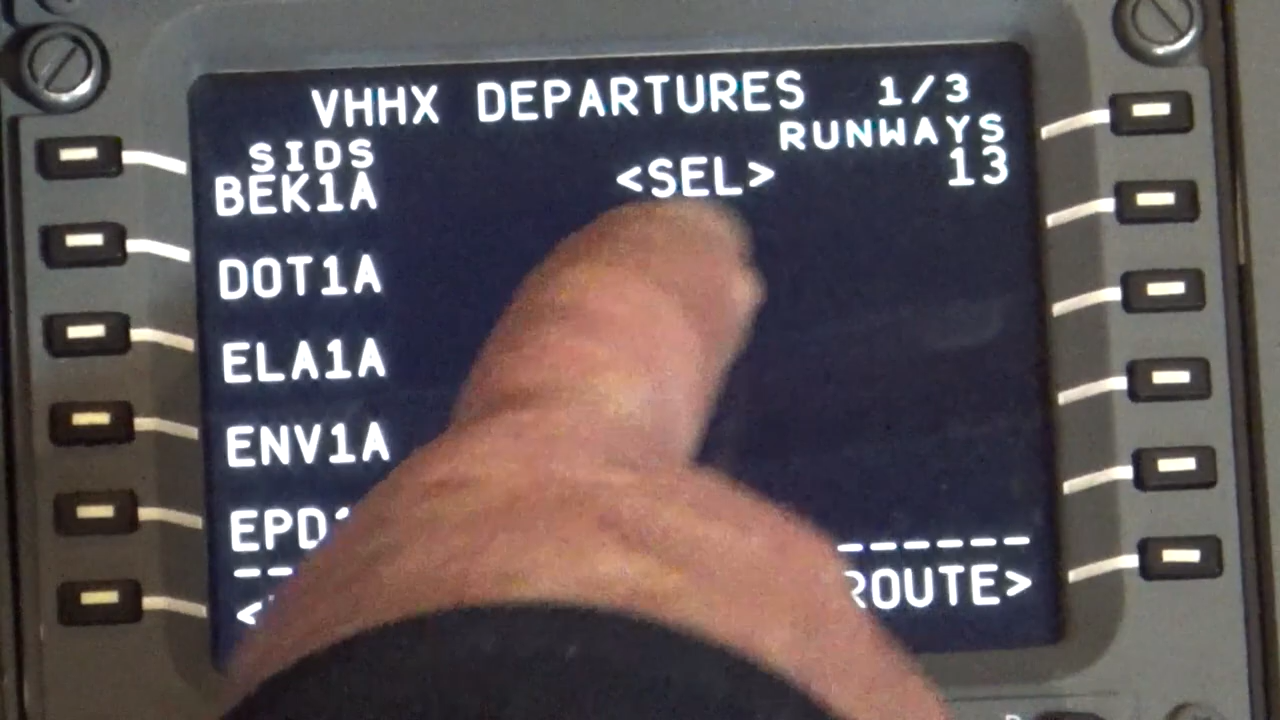 VHHX DEPARTURES 1/3
SIDS RUNWAYS
BEK1A <SEL> 13
DOT1A
ELA1A
ENV1A
EPD1
------
< ROUTE>